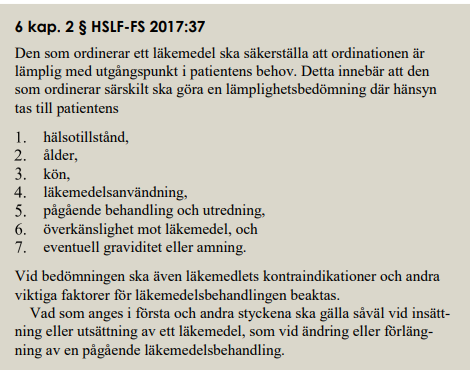 6 kap. 2 § HSLF-FS 2017:37
Den som ordinerar ett läkemedel ska säkerställa att ordinationen är
lämplig med utgångspunkt i patientens behov. Detta innebär att den
som ordinerar särskilt ska göra en lämplighetsbedömning där hänsyn
tas till patientens
1. hälsotillstånd,
2. ålder,
3. kön,
4. läkemedelsanvändning,
5. pågående behandling och utredning,
6. överkänslighet mot läkemedel, och
7. eventuell graviditet eller amning.
Vid bedömningen ska även läkemedlets kontraindikationer och andra
viktiga faktorer för läkemedelsbehandlingen beaktas.
Vad som anges i första och andra styckena ska gälla såväl vid insätt-
ning eller utsättning av ett läkemedel, som vid ändring eller förläng-
ning av en pågående läkemedelsbehandling.